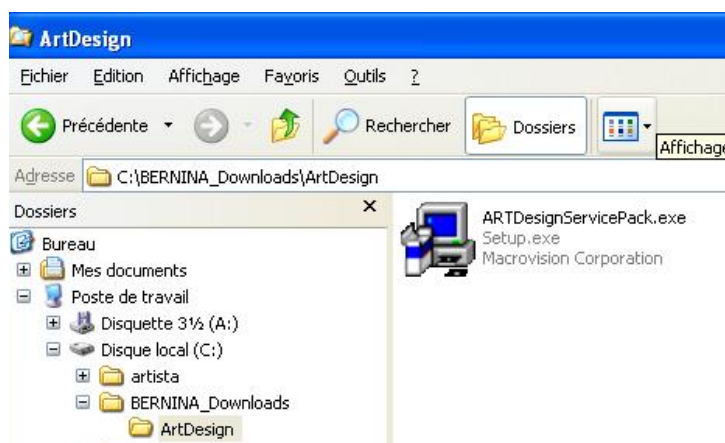 ArtDesign
Fichier Edition Affichage Favoris Outils ?
Précédente Rechercher Dossiers
Affichage
Adresse C:\BERNINA_Downloads\ArtDesign
Dossiers
ARTDesignServicePack.exe
Setup.exe
Macrovision Corporation
Bureau
Mes documents
Poste de travail
Disquette 3½ (A:)
Disque local (C:)
artista
BERNINA_Downloads
ArtDesign